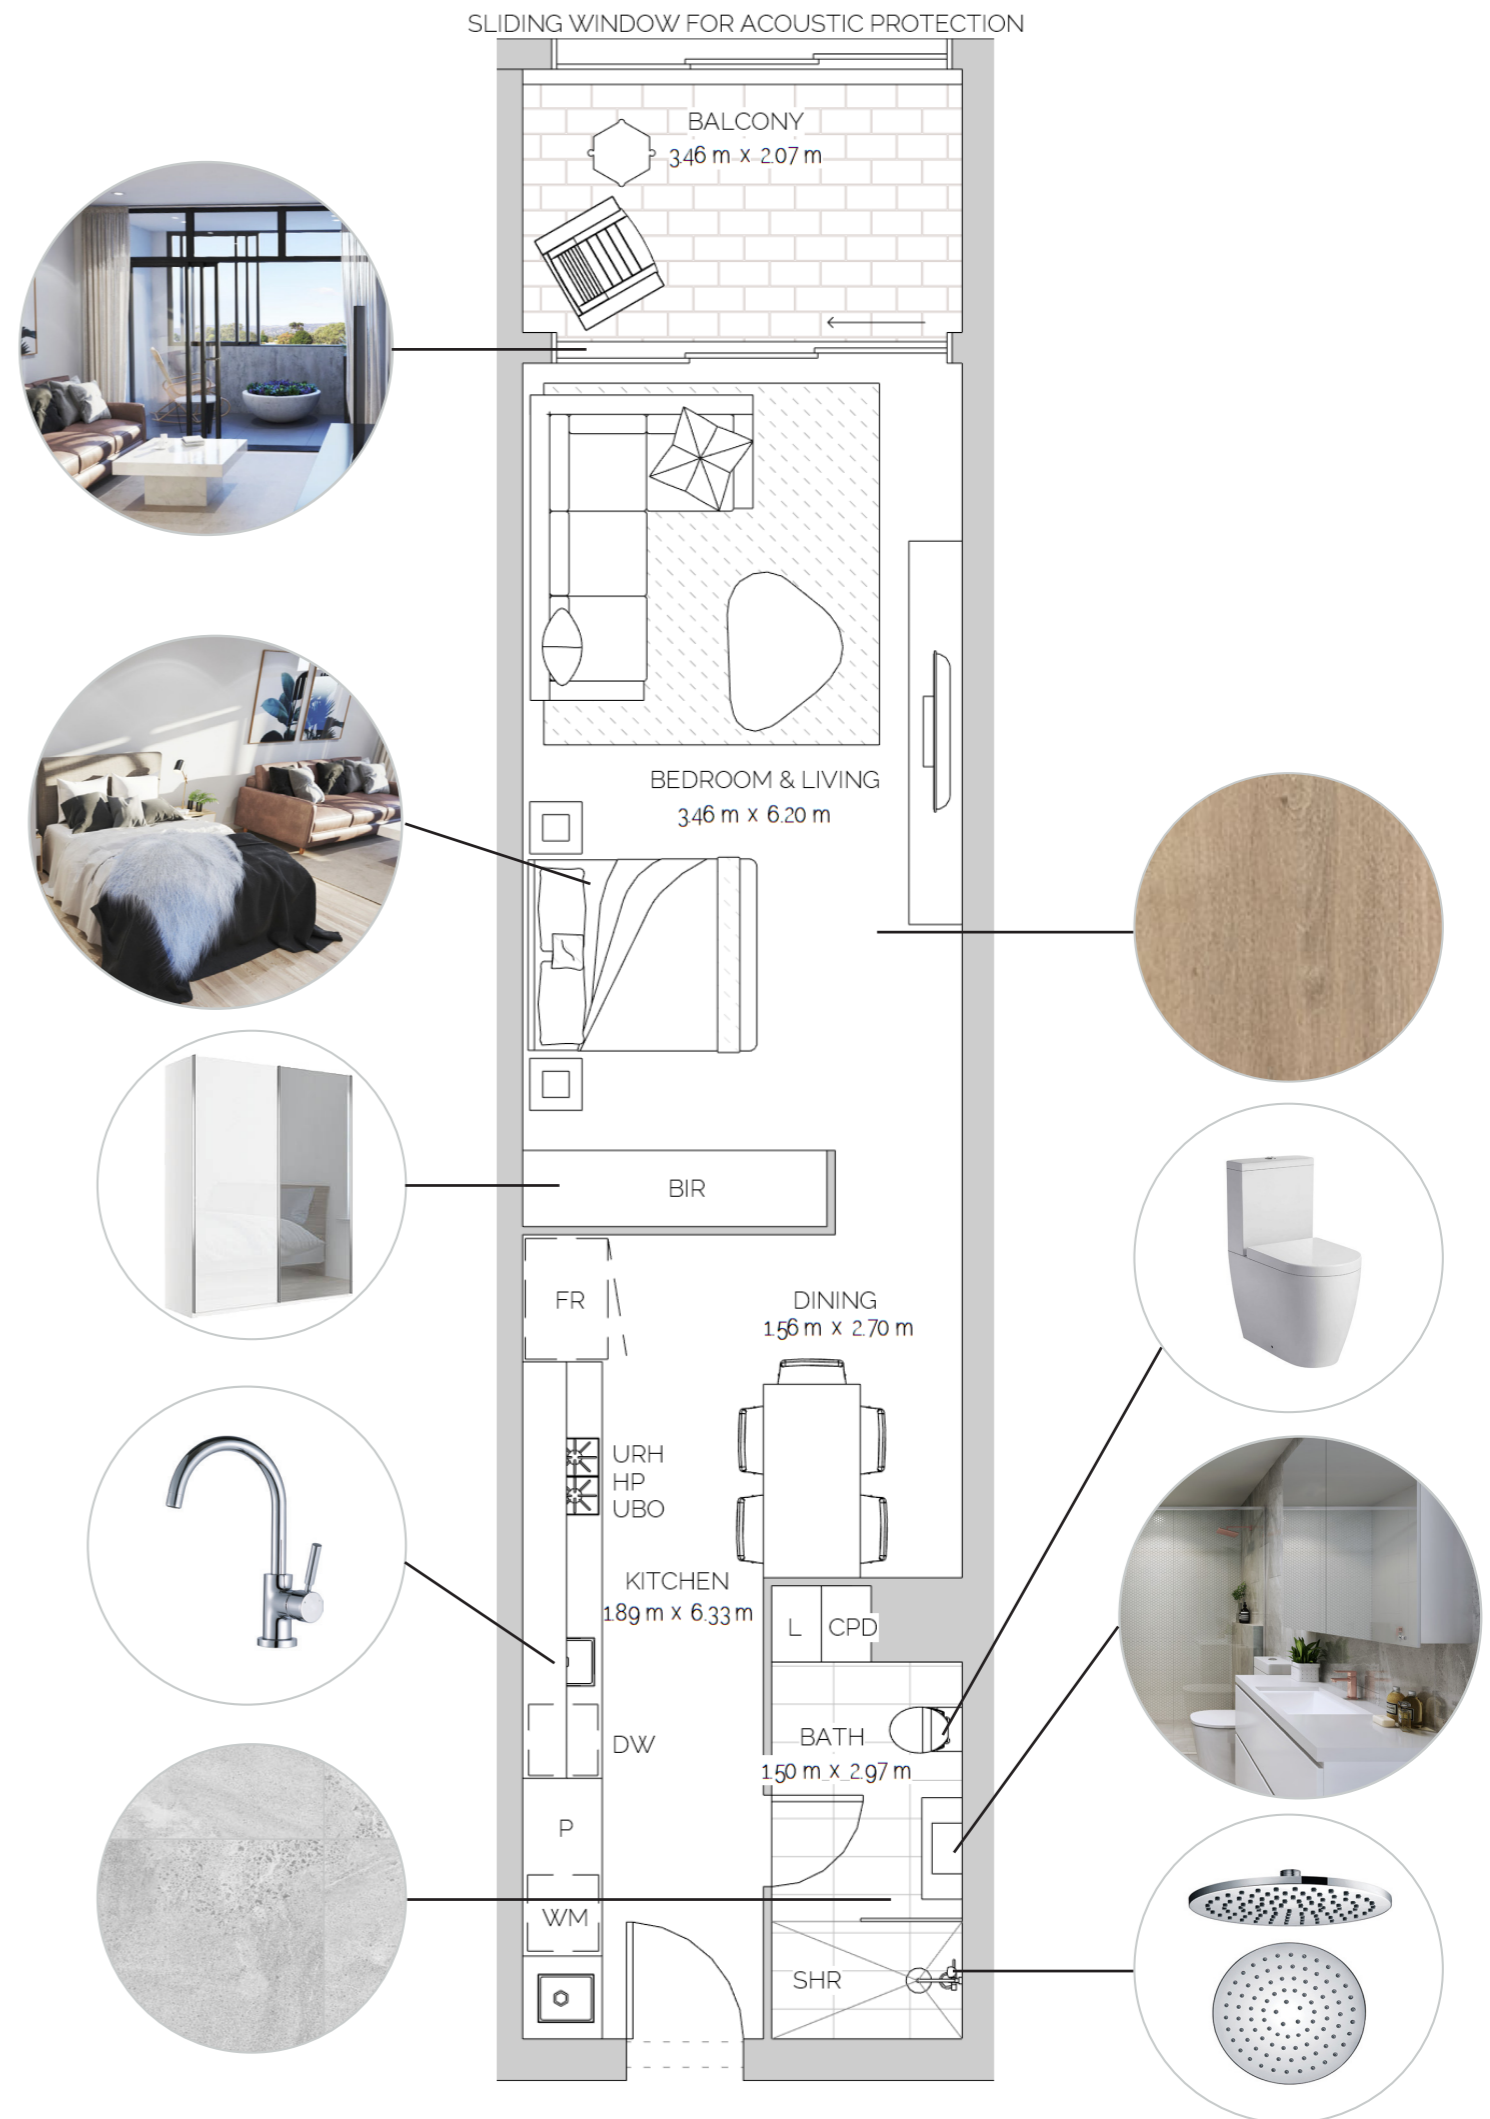 SLIDING WINDOW FOR ACOUSTIC PROTECTION
BALCONY
3.46 m x 2.07 m
BEDROOM & LIVING
3.46 m x 6.20 m
BIR
FR
DINING
1.56 m x 2.70 m
URH
HP
UBO
KITCHEN
1.89 m x 6.33 m
L
CPD
BATH
1.50 m x 2.97 m
DW
P
WM
SHR